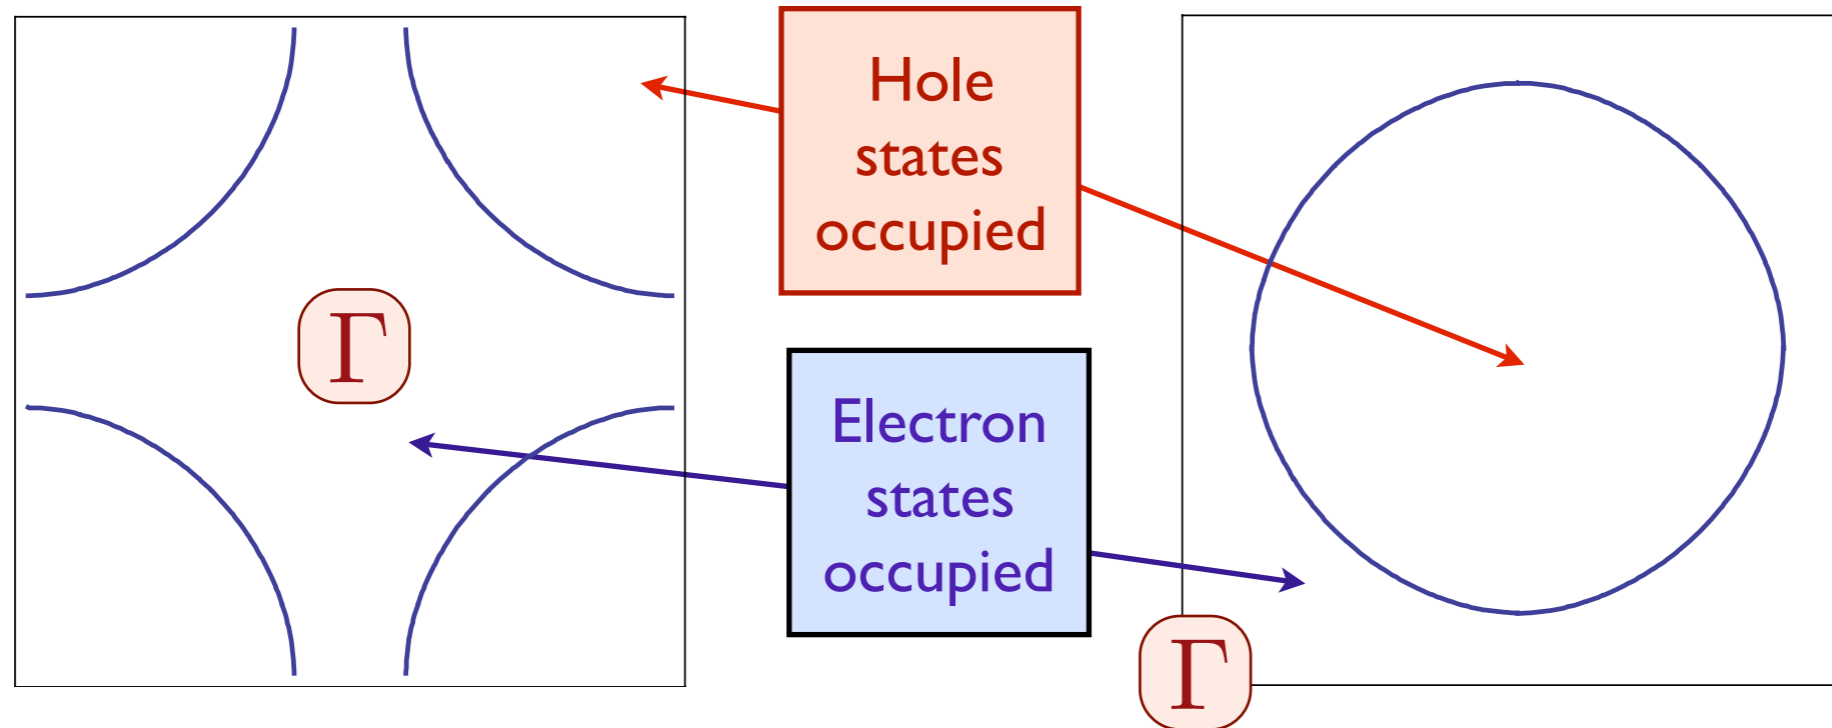 Hole
states
occupied
Γ
Electron
states
occupied
Γ